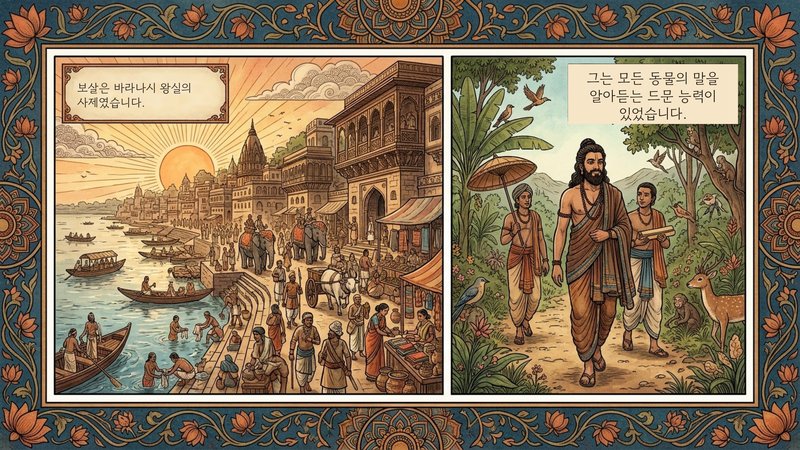 보살은 바라나시 왕실의
사제였습니다.
그는 모든 동물의 말을
알아듣는 드문 능력이
있었습니다.